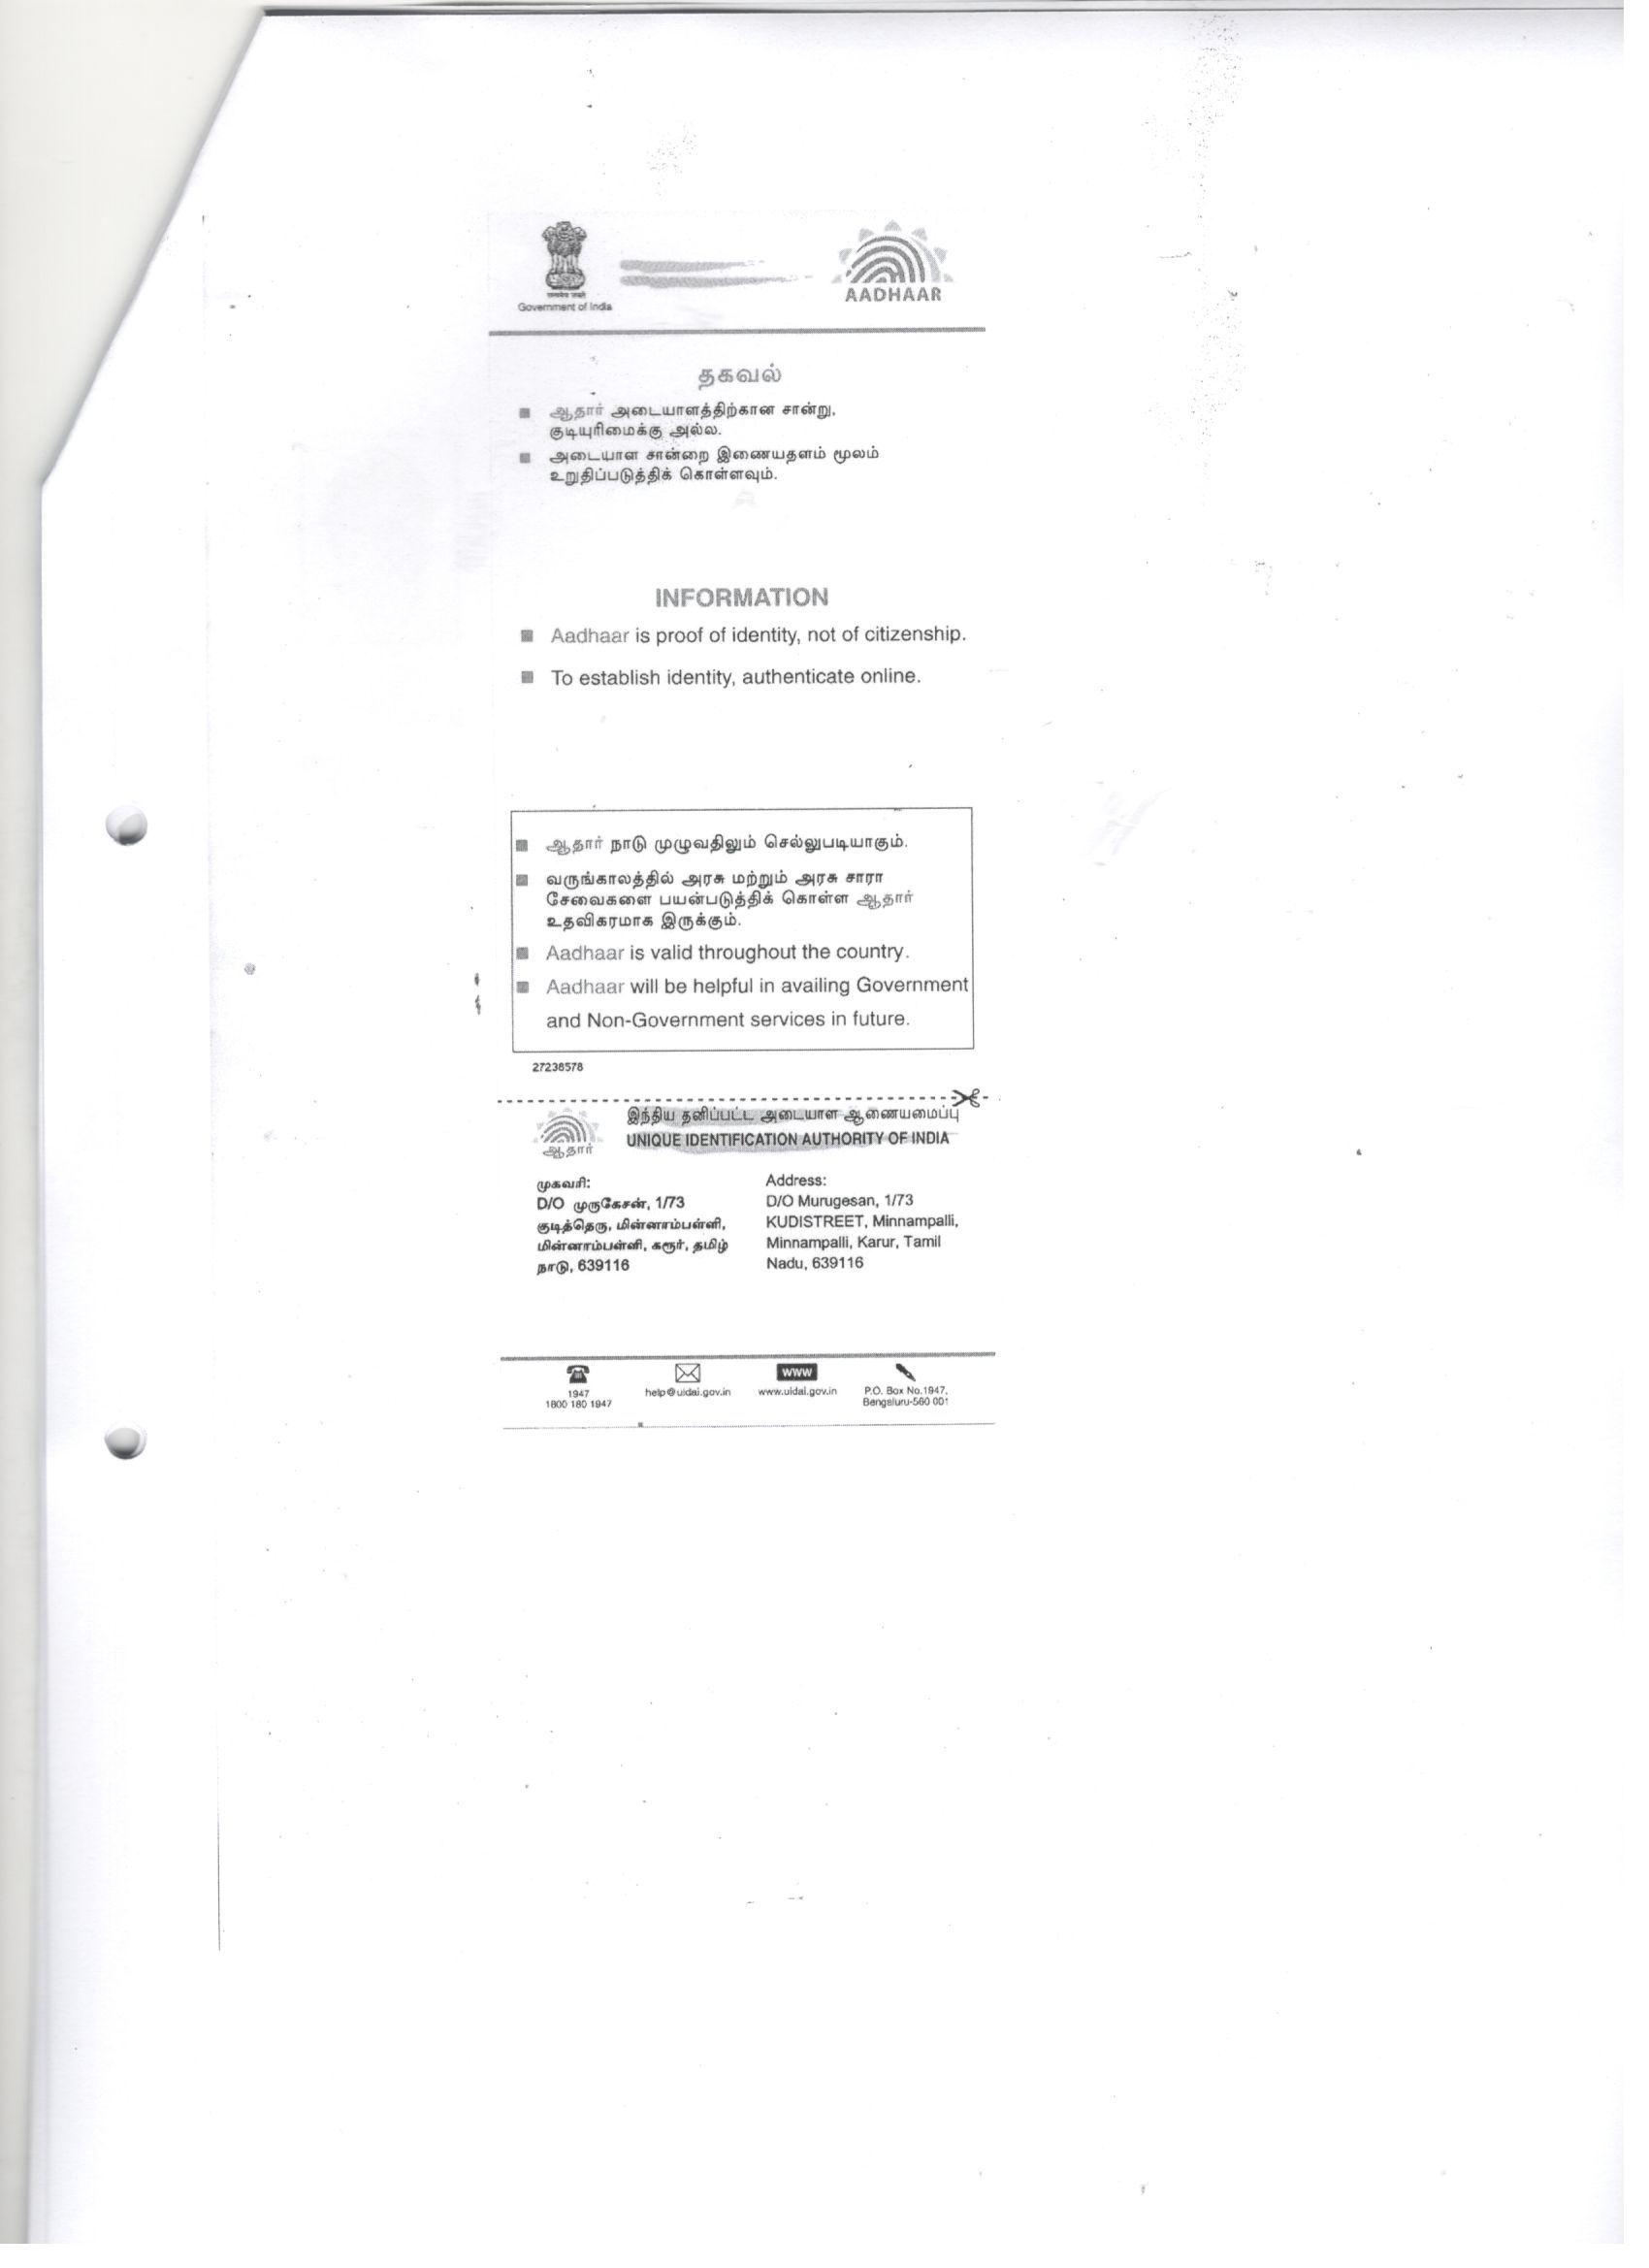 Government of India
AADHAAR
தகவல்
ஆதார் அடையாளத்திற்கான சான்று,
குடியுரிமைக்கு அல்ல.
அடையாள சான்றை இணையதளம் மூலம்
உறுதிப்படுத்திக் கொள்ளவும்.
INFORMATION
Aadhaar is proof of identity, not of citizenship.
To establish identity, authenticate online.
ஆதார் நாடு முழுவதிலும் செல்லுபடியாகும்.
வருங்காலத்தில் அரசு மற்றும் அரசு சாரா
சேவைகளை பயன்படுத்திக் கொள்ள ஆதார்
உதவிகரமாக இருக்கும்.
Aadhaar is valid throughout the country.
Aadhaar will be helpful in availing Government
and Non-Government services in future.
27238578
இந்திய தனிப்பட்ட அடையாள ஆணையமைப்பு
UNIQUE IDENTIFICATION AUTHORITY OF INDIA
ஆதார்
முகவரி:
D/O முருகேசன், 1/73
குடித்தெரு, மின்னாம்பள்ளி,
மின்னாம்பள்ளி, கரூர், தமிழ்
நாடு, 639116
Address:
D/O Murugesan, 1/73
KUDISTREET, Minnampalli,
Minnampalli, Karur, Tamil
Nadu, 639116
1947
1800 180 1947
help@uidai.gov.in
www
www.uidai.gov.in
P.O. Box No.1947,
Bengaluru-560 001